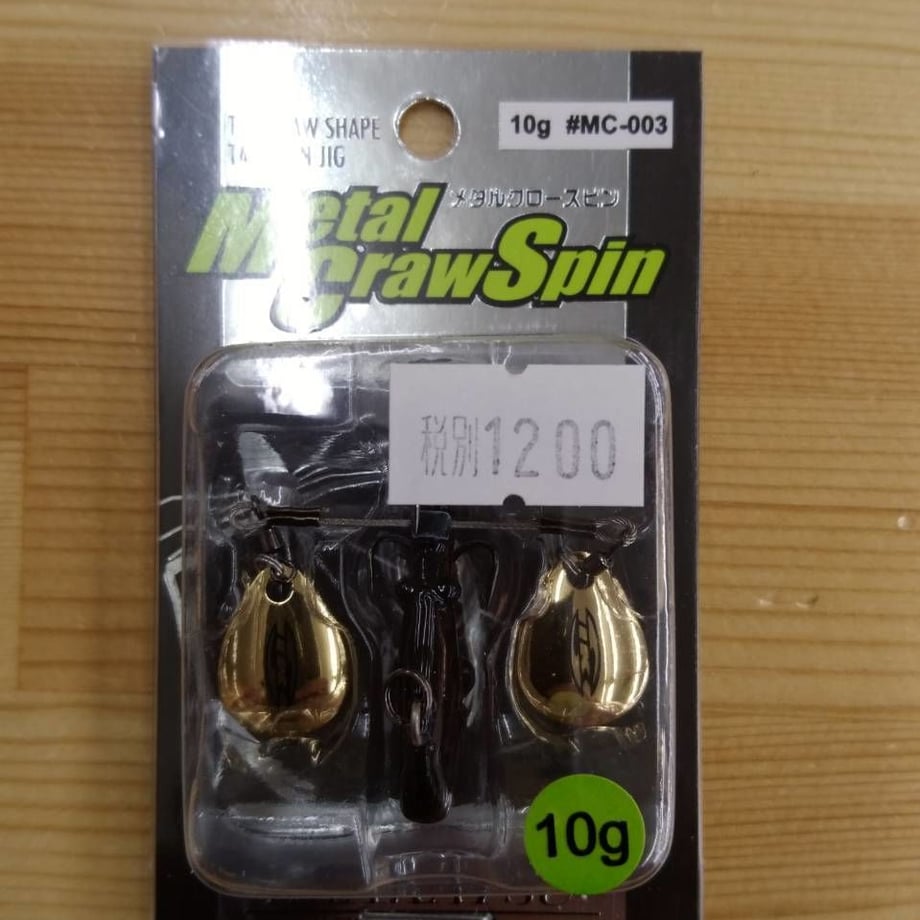 SHAPE
JIG
10g #MC-003
メタルクロースピン
Metal
CrawSpin
税別1200
10g